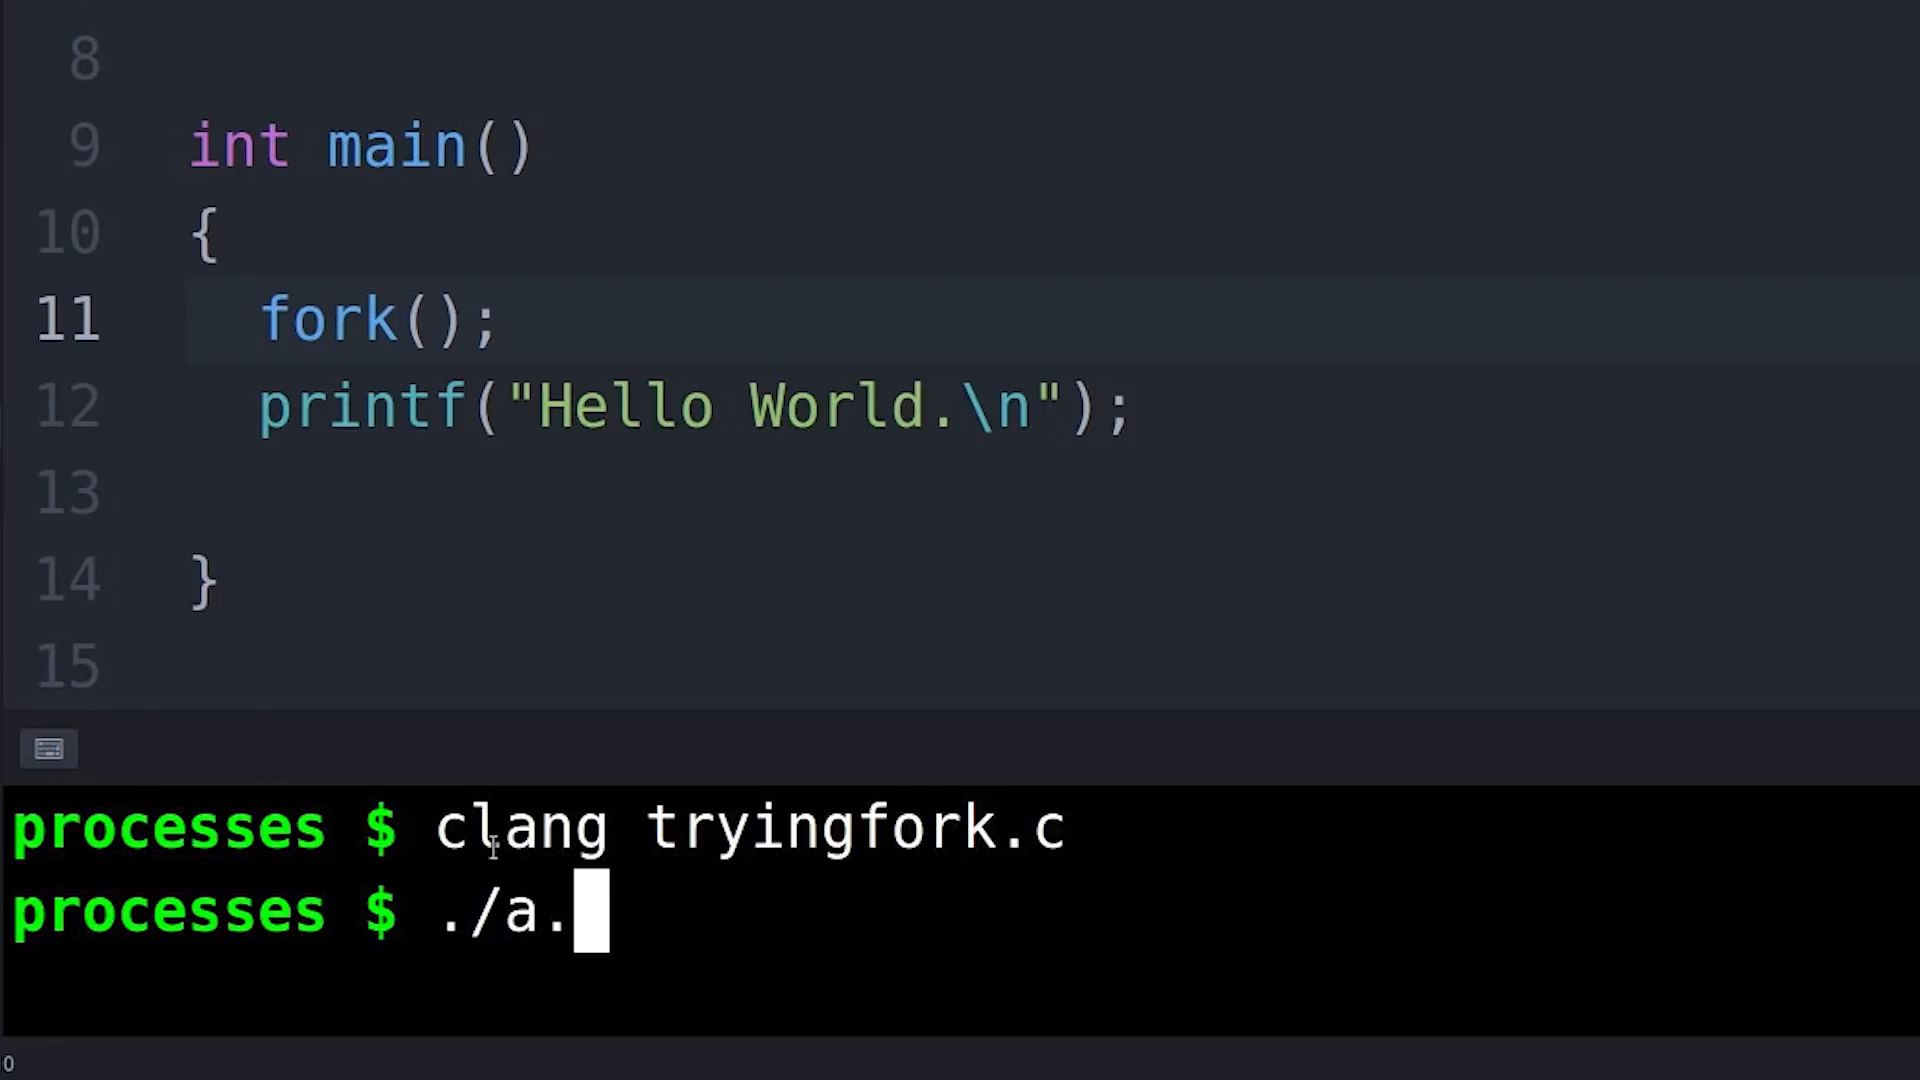 8
9 int main()
10 {
11 fork();
12 printf("Hello World.\n");
13
14 }
15
processes $ clang tryingfork.c
processes $ ./a.
0